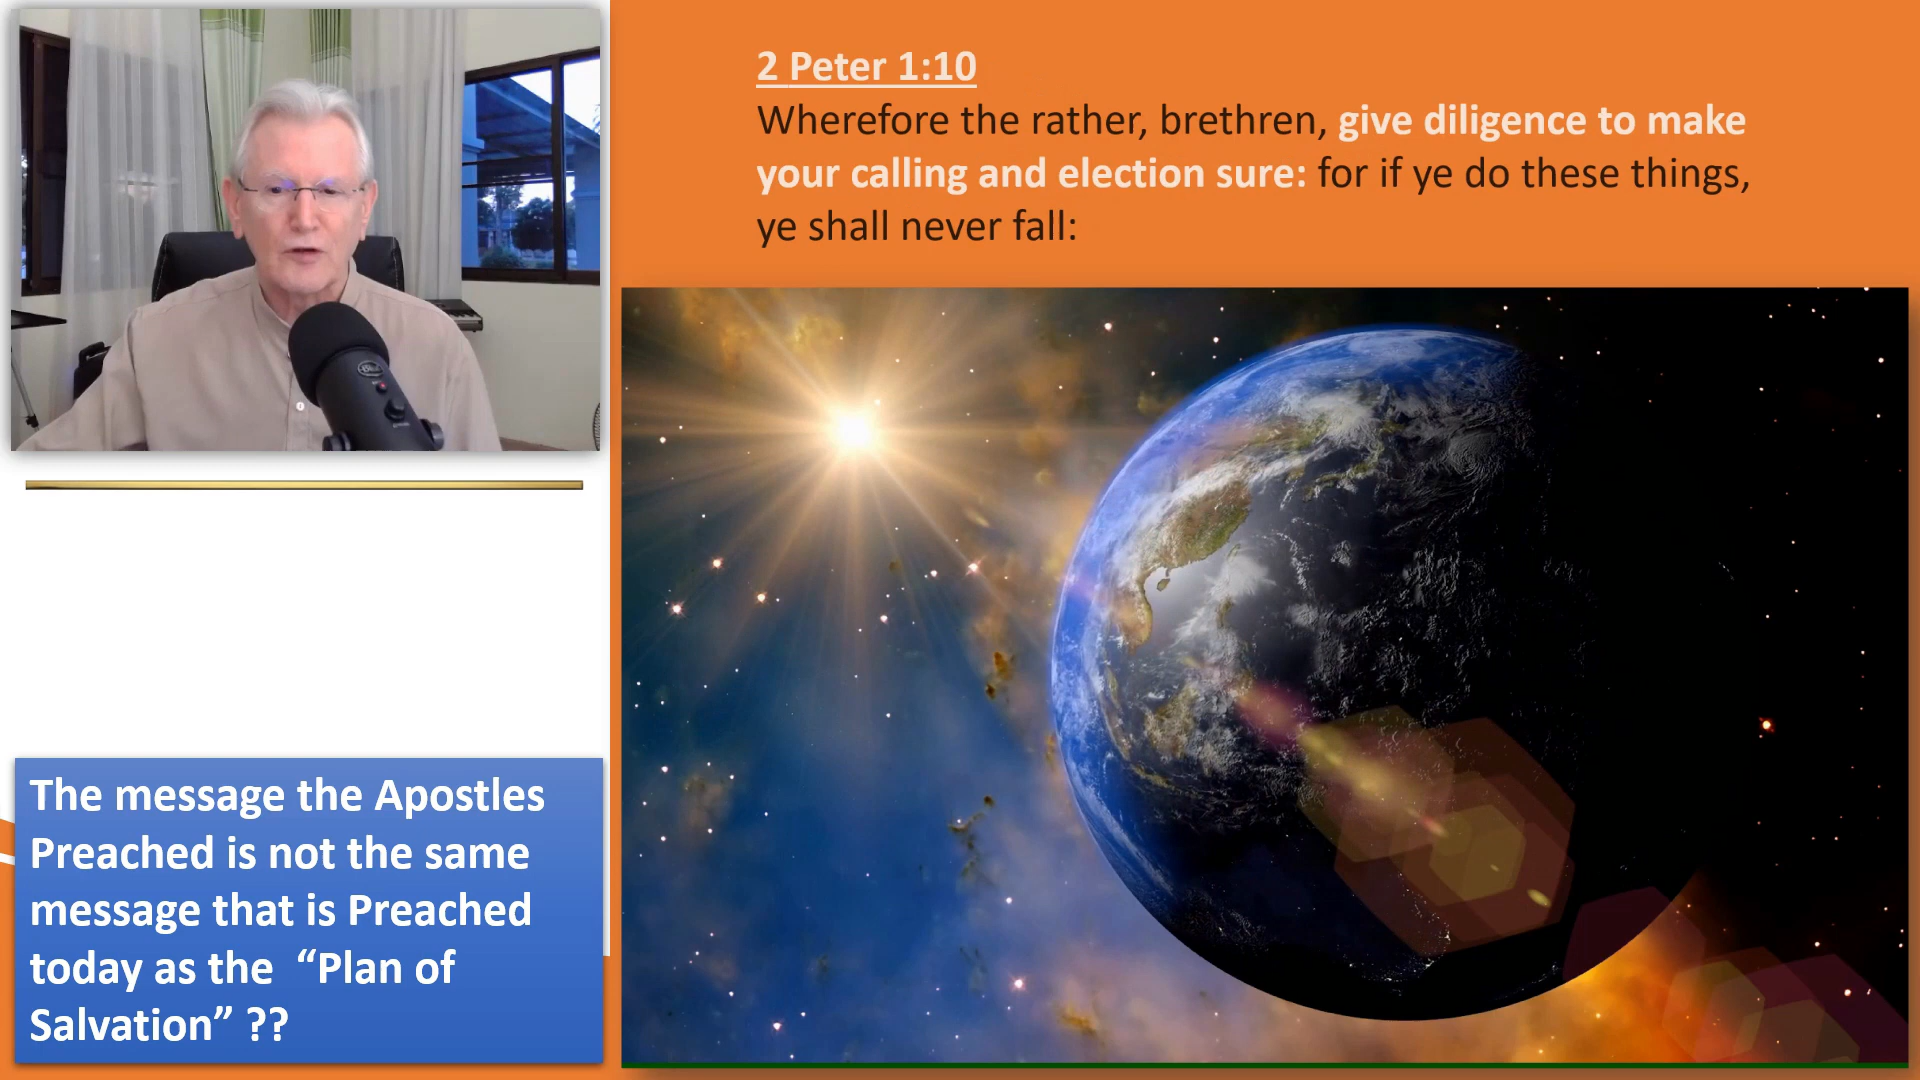 2 Peter 1:10
Wherefore the rather, brethren, give diligence to make
your calling and election sure: for if ye do these things,
ye shall never fall:
The message the Apostles
Preached is not the same
message that is Preached
today as the “Plan of
Salvation” ??